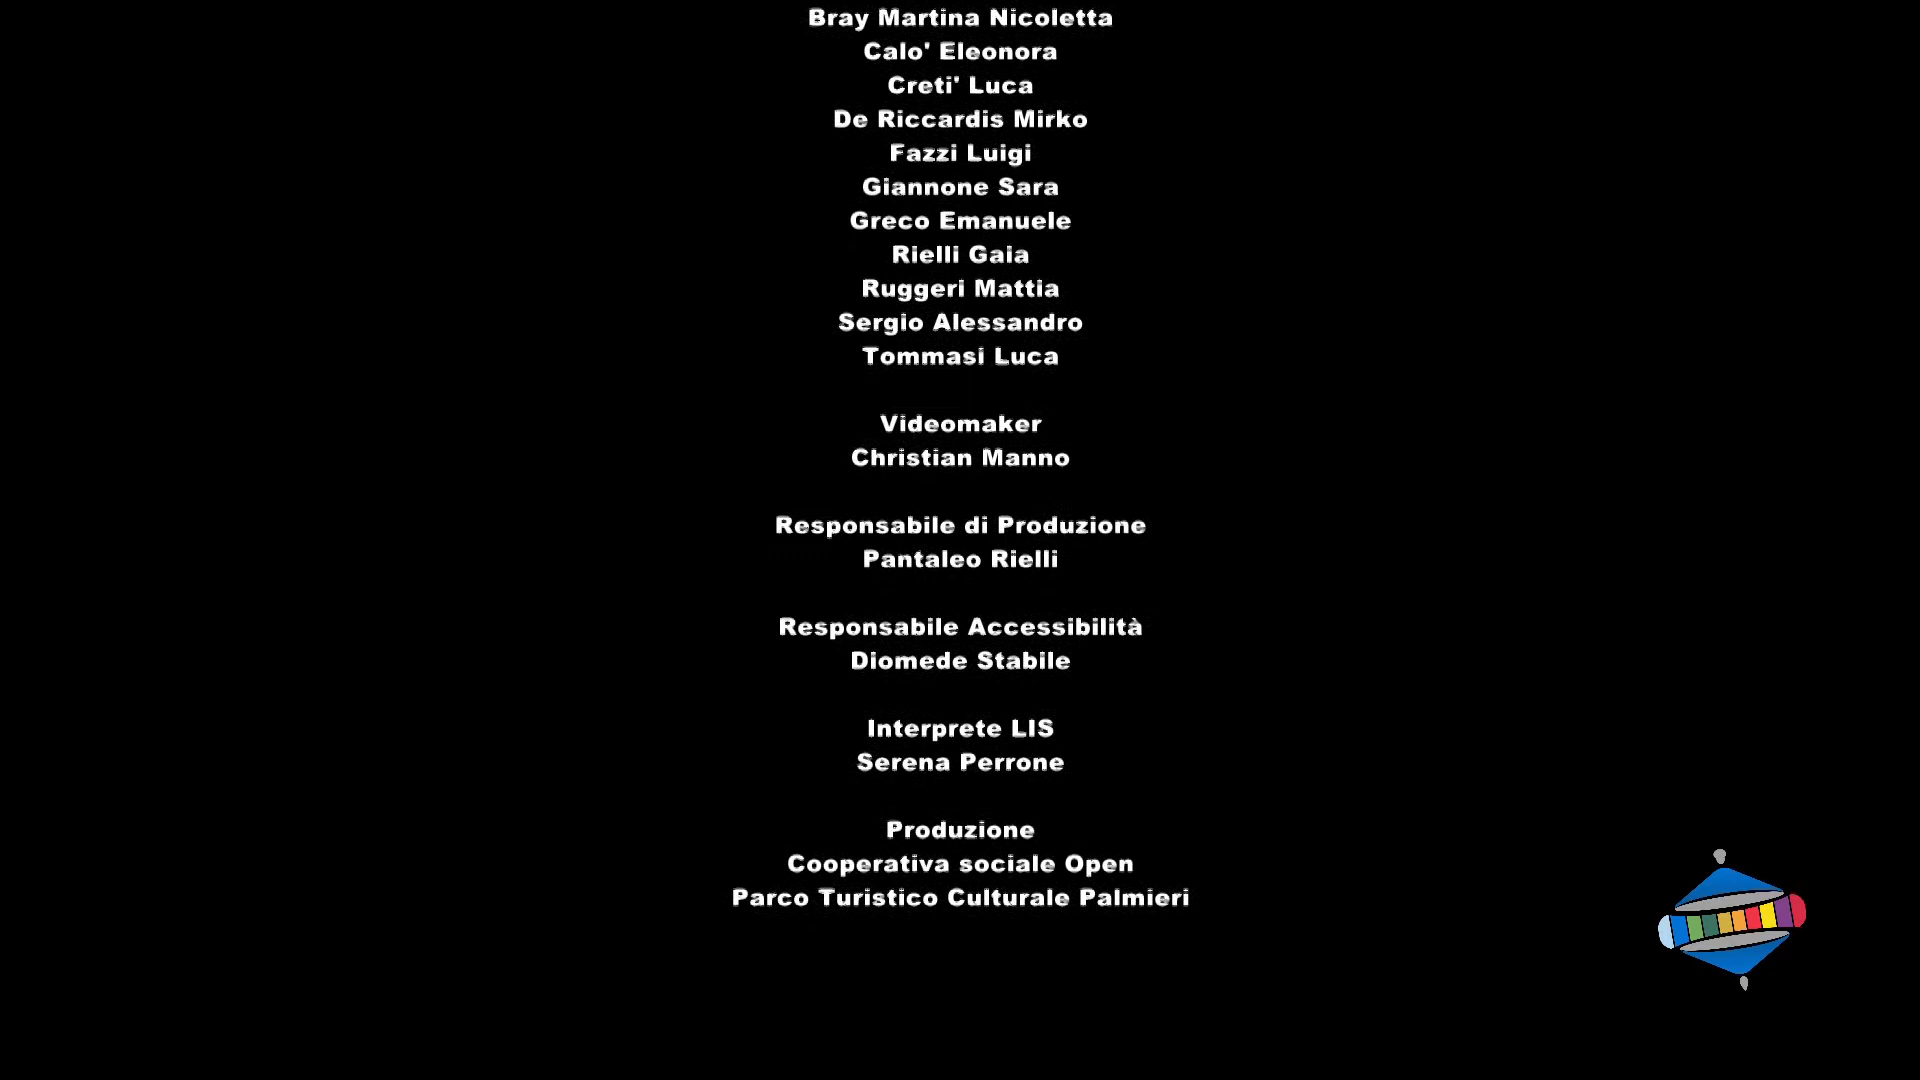 Bray Martina Nicoletta
Calo' Eleonora
Creti' Luca
De Riccardis Mirko
Fazzi Luigi
Giannone Sara
Greco Emanuele
Rielli Gaia
Ruggeri Mattia
Sergio Alessandro
Tommasi Luca
Videomaker
Christian Manno
Responsabile di Produzione
Pantaleo Rielli
Responsabile Accessibilità
Diomede Stabile
Interprete LIS
Serena Perrone
Produzione
Cooperativa sociale Open
Parco Turistico Culturale Palmieri